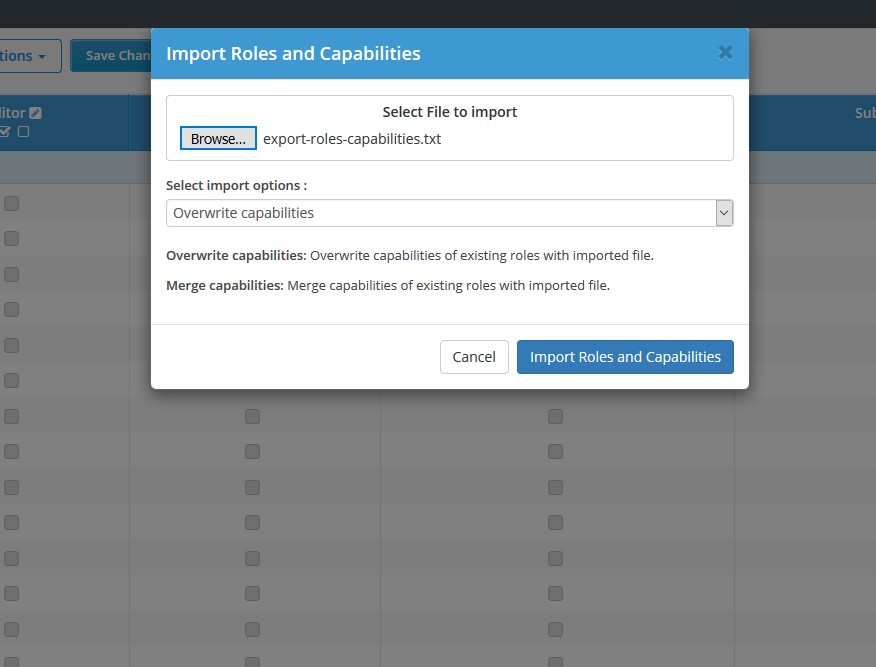 Import Roles and Capabilities
Select File to import
Browse... export-roles-capabilities.txt
Select import options :
Overwrite capabilities
Overwrite capabilities: Overwrite capabilities of existing roles with imported file.
Merge capabilities: Merge capabilities of existing roles with imported file.
Cancel
Import Roles and Capabilities
tions
Save Chan
itor
Sub